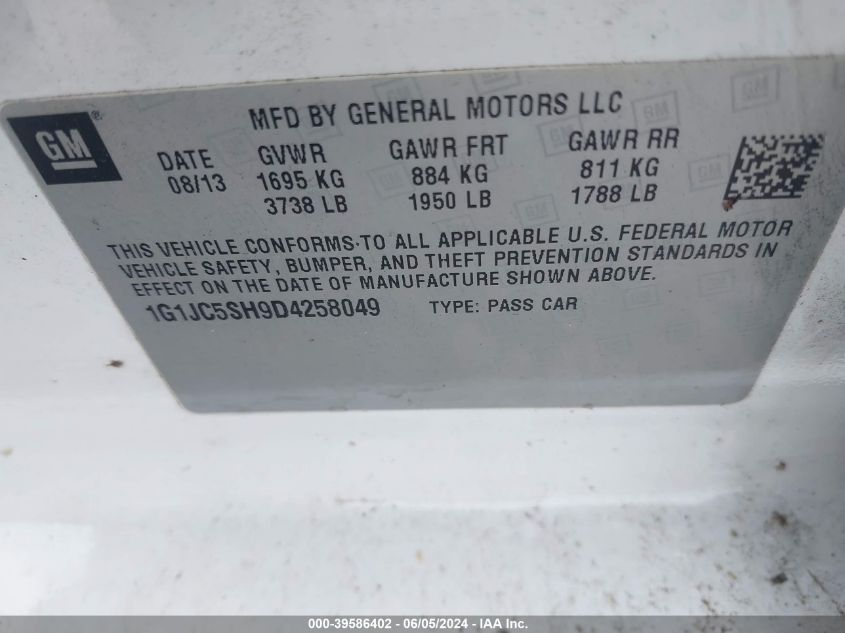 MFD BY GENERAL MOTORS LLC
GM®
DATE GVWR GAWR FRT GAWR RR
08/13 1695 KG 884 KG 811 KG
3738 LB 1950 LB 1788 LB
THIS VEHICLE CONFORMS TO ALL APPLICABLE U.S. FEDERAL MOTOR
VEHICLE SAFETY, BUMPER, AND THEFT PREVENTION STANDARDS IN
EFFECT ON THE DATE OF MANUFACTURE SHOWN ABOVE.
1G1JC5SH9D4258049 TYPE: PASS CAR
000-39586402 - 06/05/2024 - IAA Inc.